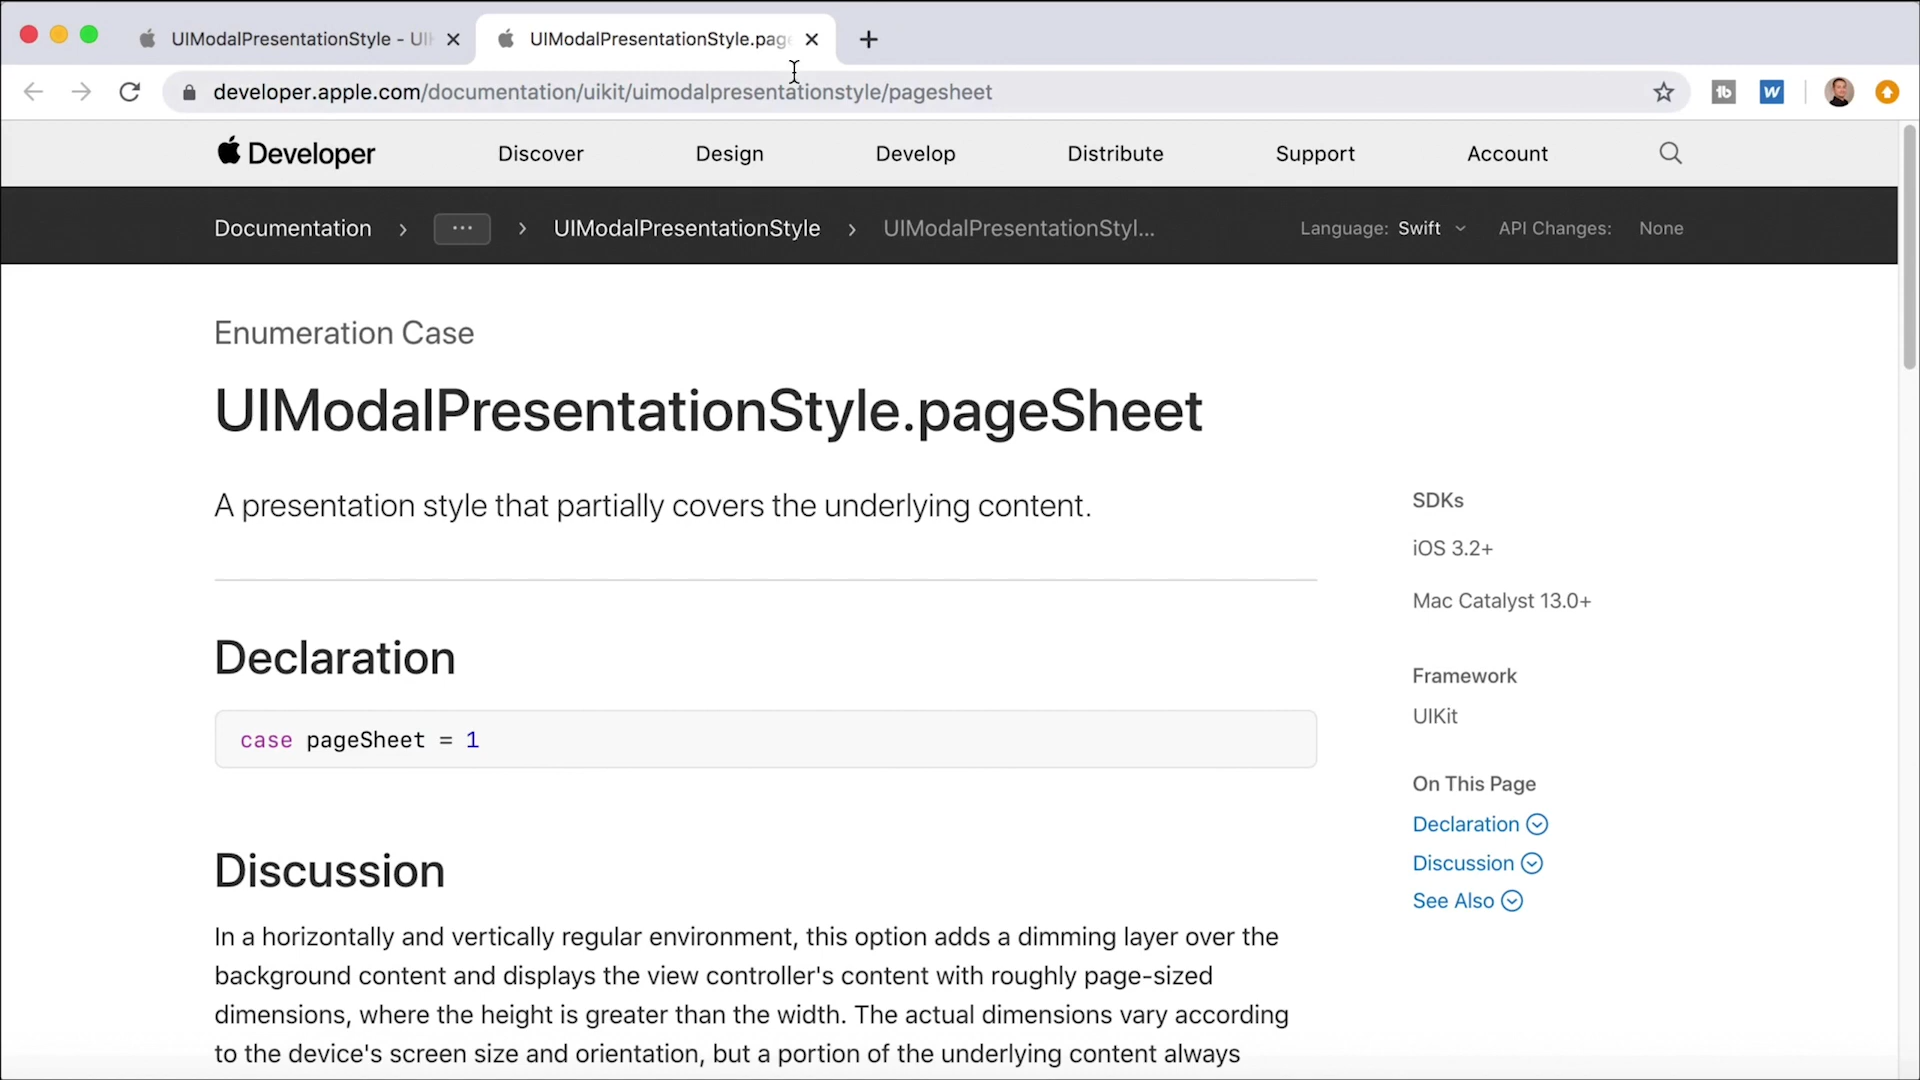 UIModalPresentationStyle - UI
UIModalPresentationStyle.pag
developer.apple.com/documentation/uikit/uimodalpresentationstyle/pagesheet
tb
W
Developer
Discover
Design
Develop
Distribute
Support
Account
Documentation › ··· › UIModalPresentationStyle › UIModalPresentationStyl...
Language: Swift
API Changes: None
Enumeration Case
UIModalPresentationStyle.pageSheet
A presentation style that partially covers the underlying content.
SDKs
iOS 3.2+
Mac Catalyst 13.0+
Framework
UIKit
On This Page
Declaration
Discussion
See Also
Declaration
case pageSheet = 1
Discussion
In a horizontally and vertically regular environment, this option adds a dimming layer over the
background content and displays the view controller's content with roughly page-sized
dimensions, where the height is greater than the width. The actual dimensions vary according
to the device's screen size and orientation, but a portion of the underlying content always